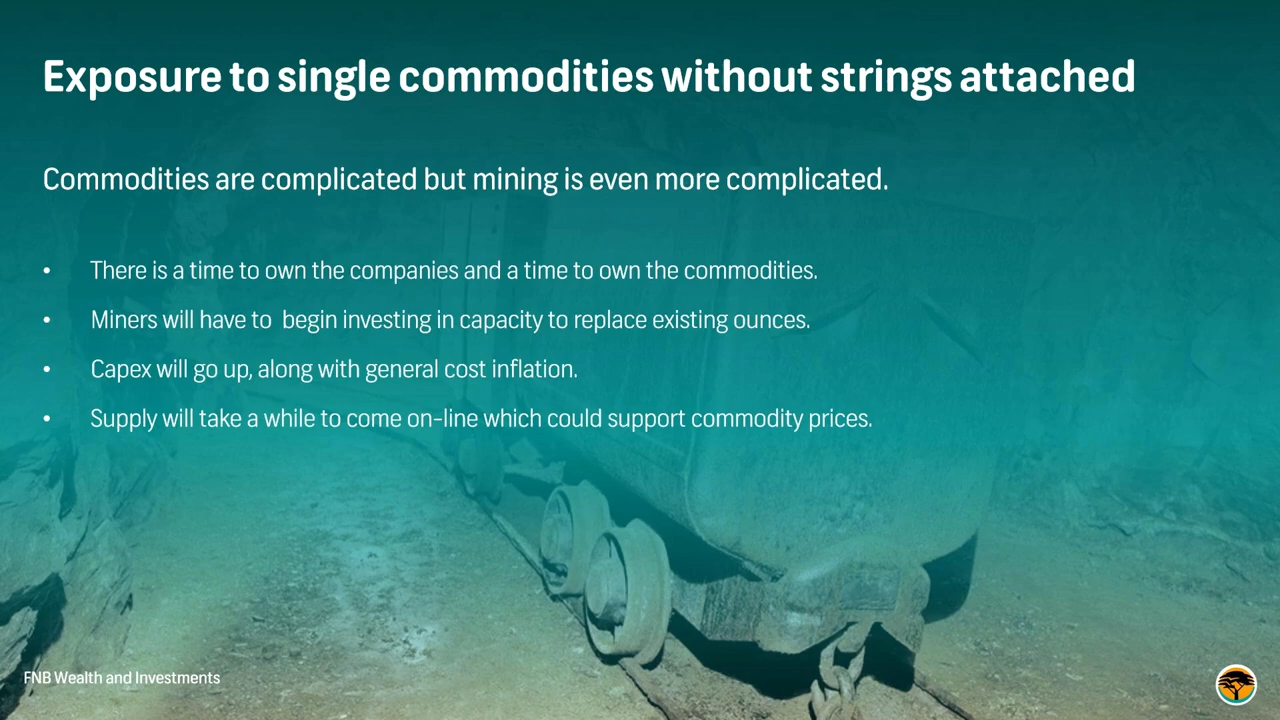 Exposure to single commodities without strings attached
Commodities are complicated but mining is even more complicated.
• There is a time to own the companies and a time to own the commodities.
• Miners will have to  begin investing in capacity to replace existing ounces.
• Capex will go up, along with general cost inflation.
• Supply will take a while to come on-line which could support commodity prices.
FNB Wealth and Investments